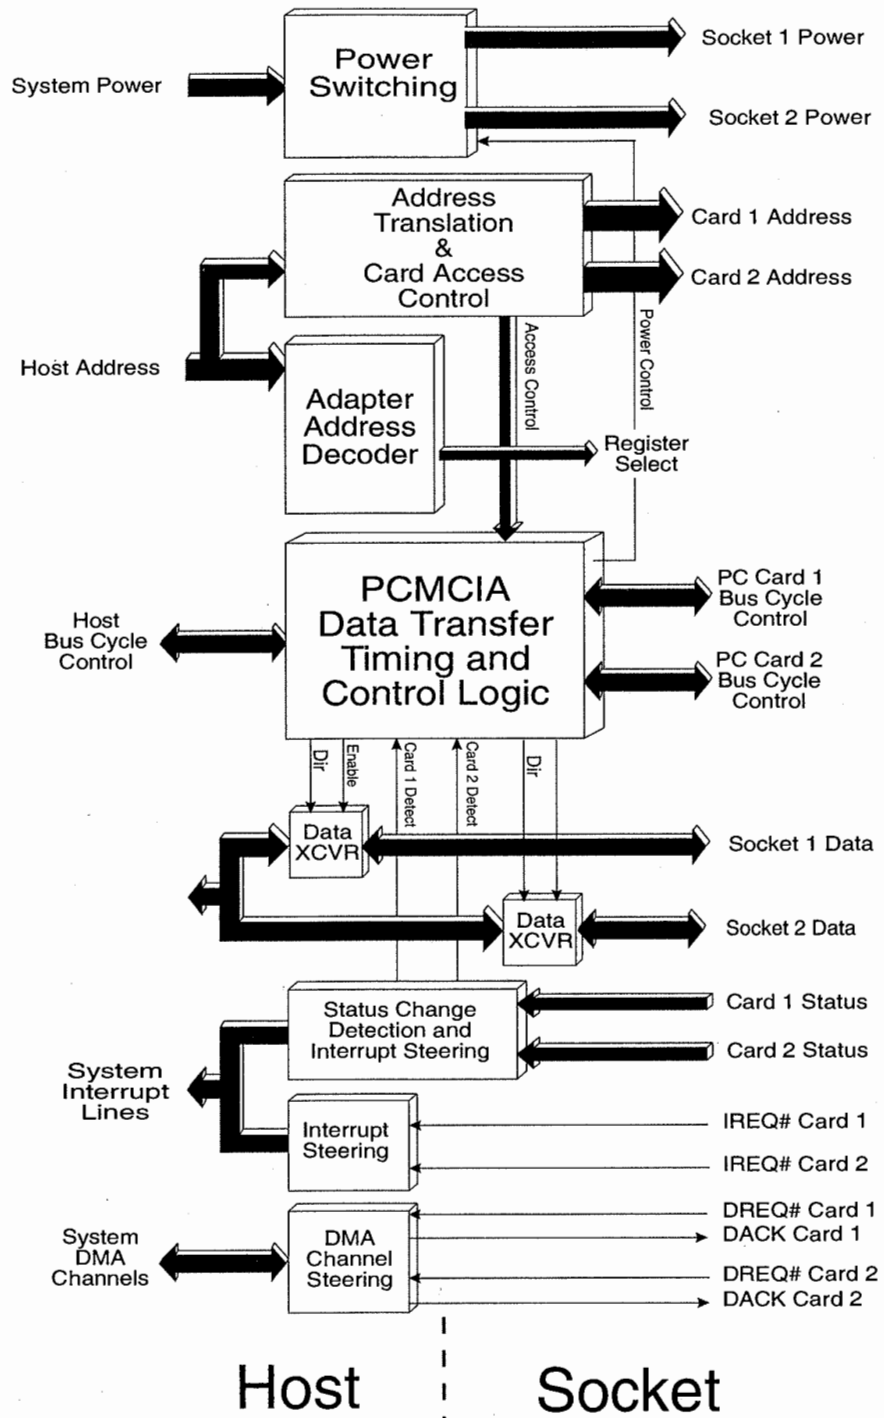 Power
Switching
System Power
Socket 1 Power
Socket 2 Power
Address
Translation
&
Card Access
Control
Card 1 Address
Card 2 Address
Host Address
Access Control
Power Control
Adapter
Address
Decoder
Register
Select
PCMCIA
Data Transfer
Timing and
Control Logic
Host
Bus Cycle
Control
PC Card 1
Bus Cycle
Control
PC Card 2
Bus Cycle
Control
Dir
Enable
Card 1 Detect
Card 2 Detect
Dir
Data
XCVR
Socket 1 Data
Data
XCVR
Socket 2 Data
Status Change
Detection and
Interrupt Steering
Card 1 Status
Card 2 Status
System
Interrupt
Lines
Interrupt
Steering
IREQ# Card 1
IREQ# Card 2
System
DMA
Channels
DMA
Channel
Steering
DREQ# Card 1
DACK Card 1
DREQ# Card 2
DACK Card 2
Host
Socket